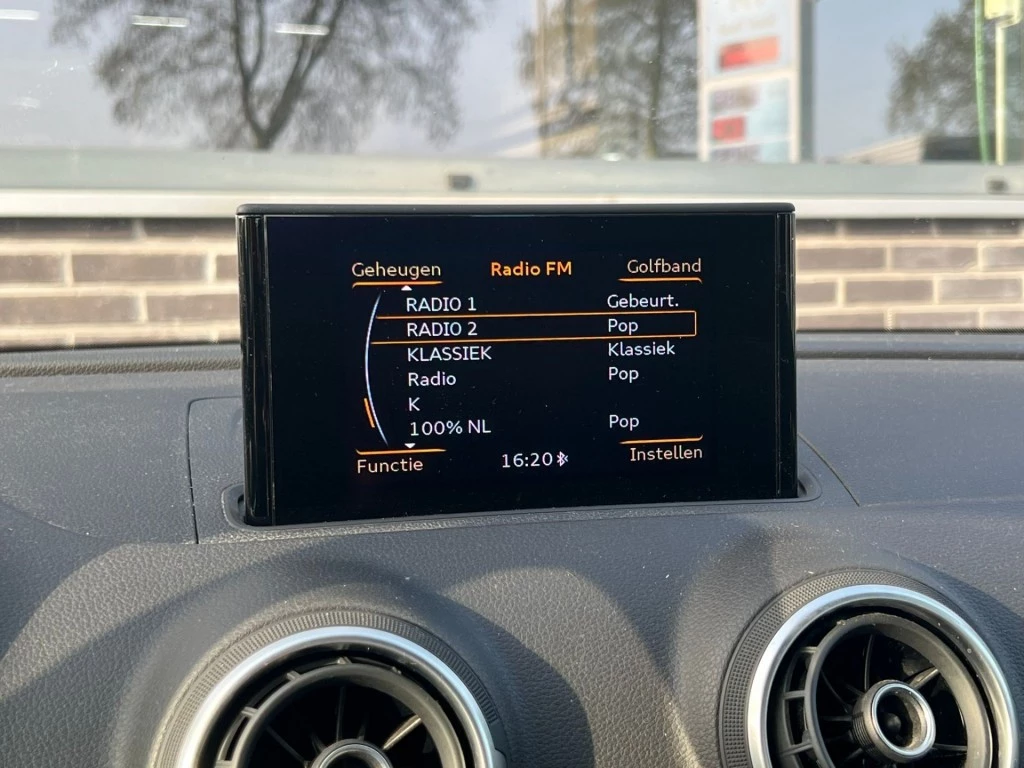 Geheugen Radio FM Golfband
RADIO 1 Gebeurt.
RADIO 2 Pop
KLASSIEK Klassiek
Radio Pop
K
100% NL Pop
Functie 16:20 Instellen